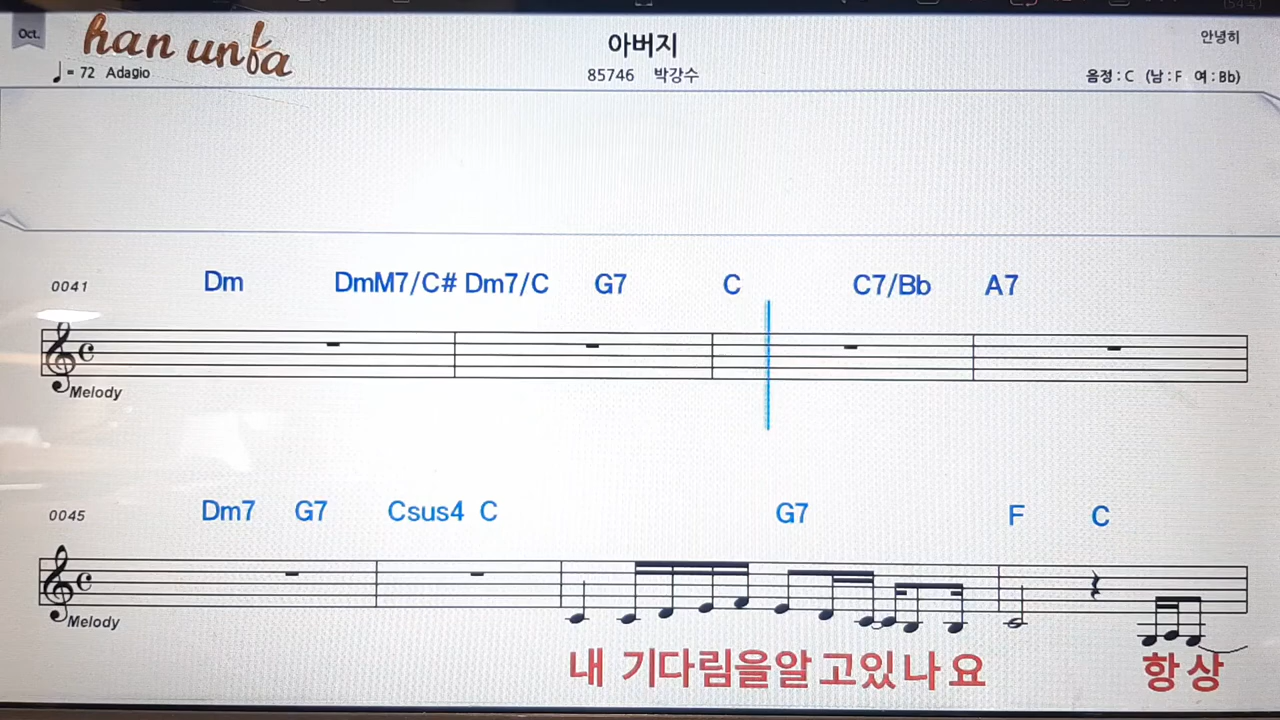 Oct.
han unfa
아버지
안녕히
= 72 Adagio
85746 박강수
음정 : C (남 : F 여 : Bb)
0041 Dm DmM7/C# Dm7/C G7 C C7/Bb A7
Melody
0045 Dm7 G7 Csus4 C G7 F C
Melody
내 기다림을알 고있나 요 항상